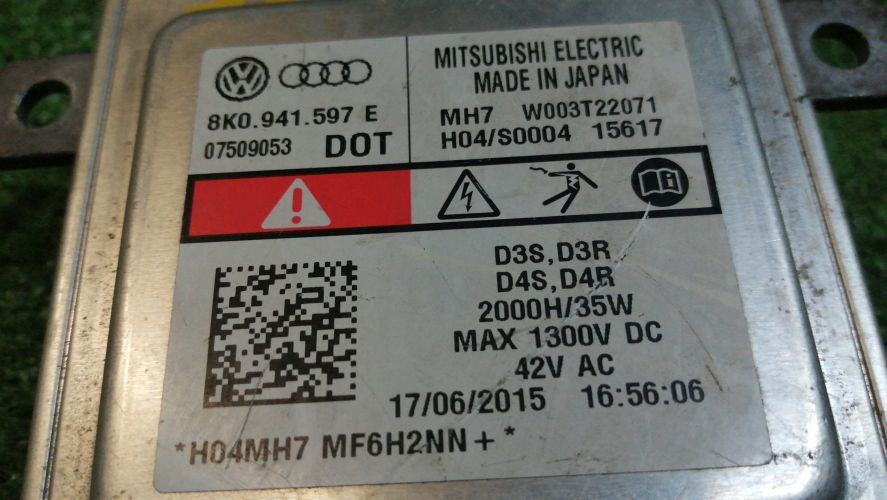 8K0.941.597 E
07509053 DOT
MITSUBISHI ELECTRIC
MADE IN JAPAN
MH7 W003T22071
H04/S0004 15617
D3S,D3R
D4S,D4R
2000H/35W
MAX 1300V DC
42V AC
17/06/2015 16:56:06
*H04MH7 MF6H2NN+*